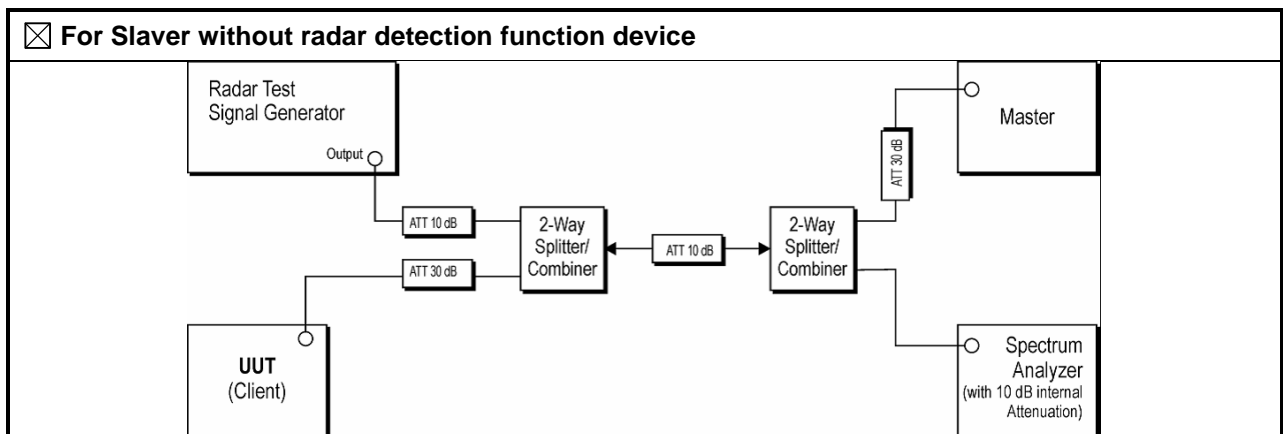 For Slaver without radar detection function device
Radar Test
Signal Generator
Output
Master
ATT 30 dB
ATT 10 dB
2-Way
Splitter/
Combiner
ATT 10 dB
2-Way
Splitter/
Combiner
ATT 30 dB
UUT
(Client)
Spectrum
Analyzer
(with 10 dB internal
Attenuation)